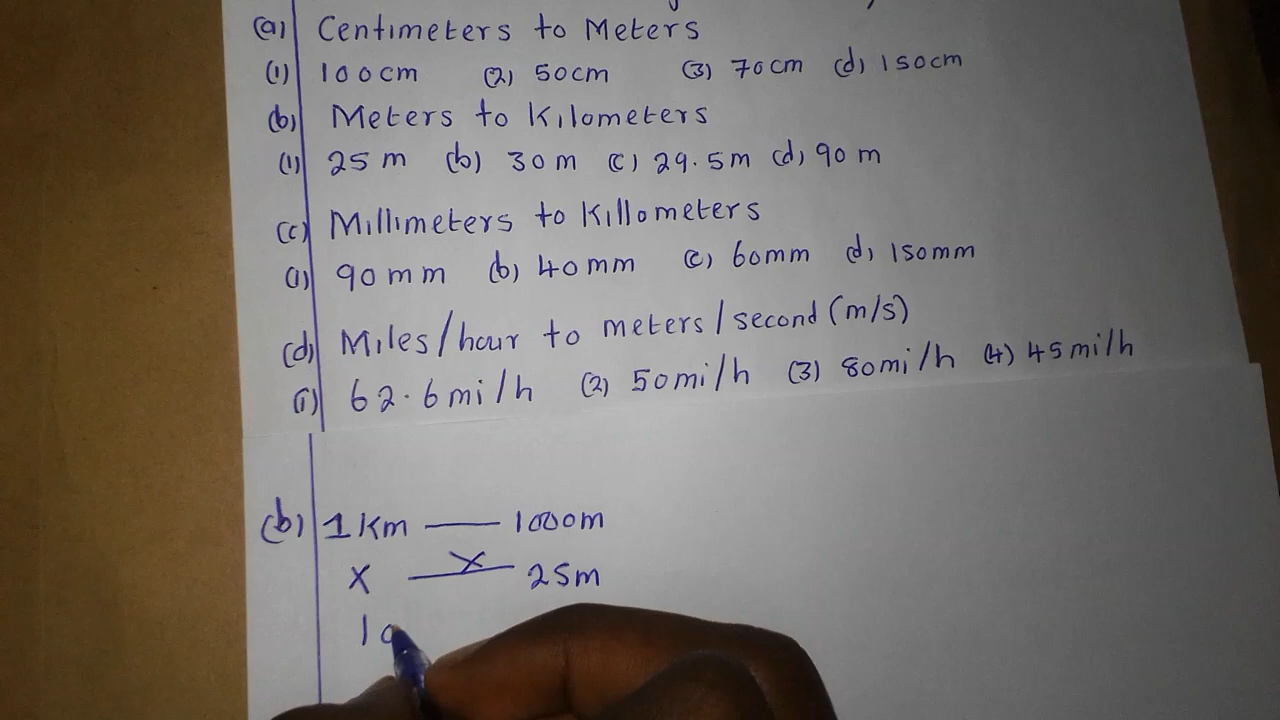 (a) Centimeters to Meters
(1) 100cm (2) 50cm (3) 70cm (d) 150cm
(b) Meters to Kilometers
(1) 25m (b) 30m (c) 29.5m (d) 90m
(c) Millimeters to Killometers
(1) 90mm (b) 40mm (c) 60mm (d) 150mm
(d) Miles/hour to meters/second (m/s)
(1) 62.6mi/h (2) 50mi/h (3) 80mi/h (4) 45mi/h
(b) 1Km — 1000m
x — x 25m
10